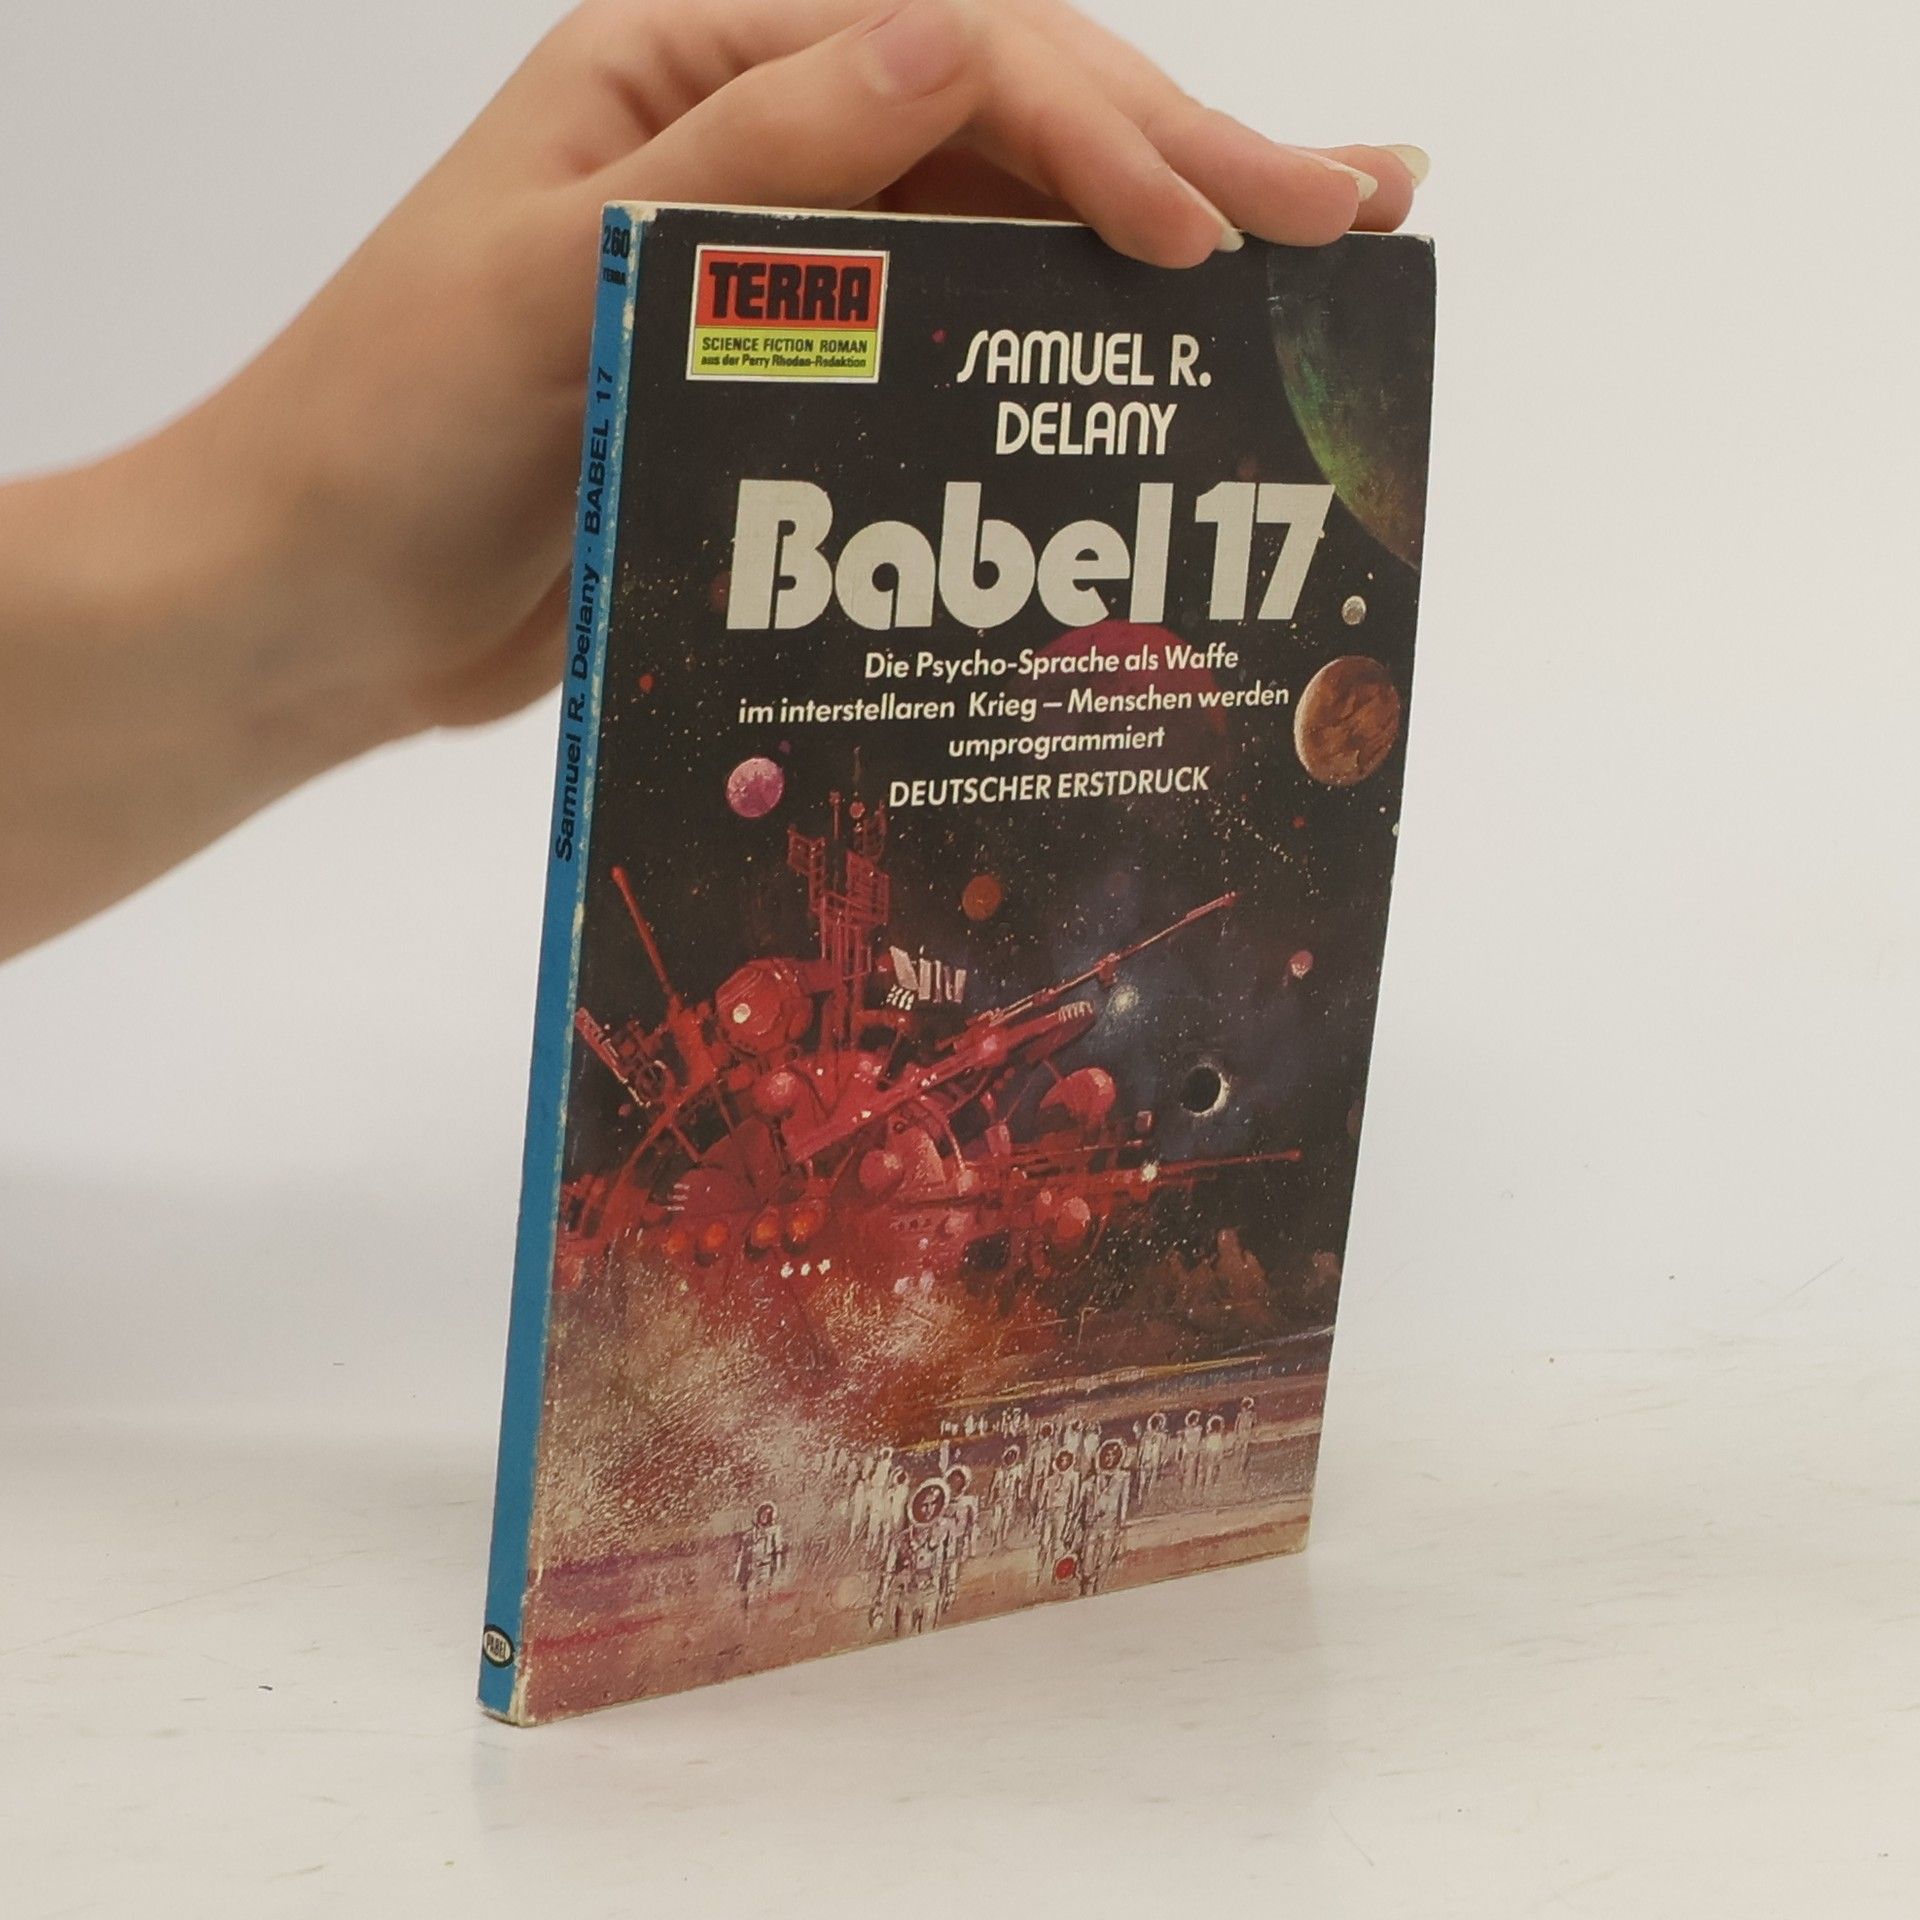 260
TERRA
Samuel R. Delany · BABEL 17
PABEL
TERRA
SCIENCE FICTION ROMAN
aus der Perry Rhodan-Redaktion
SAMUEL R.
DELANY
Babel 17
Die Psycho-Sprache als Waffe
im interstellaren Krieg – Menschen werden
umprogrammiert
DEUTSCHER ERSTDRUCK